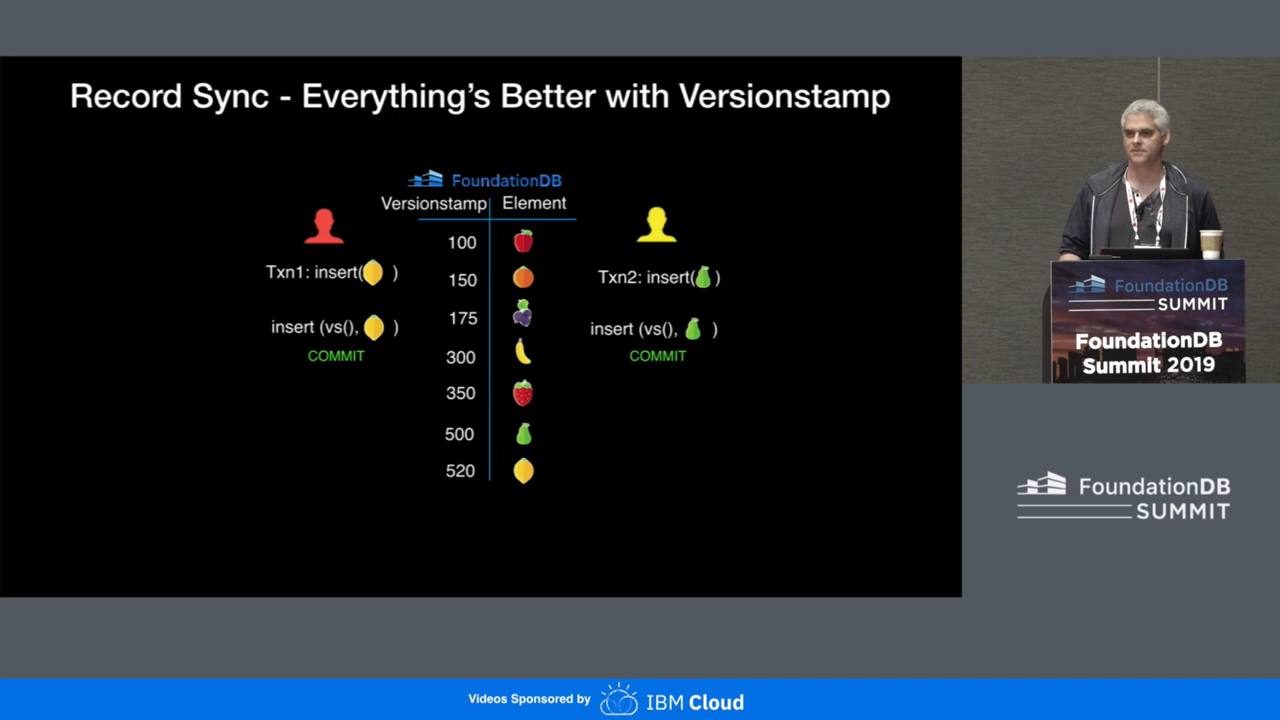 Record Sync - Everything's Better with Versionstamp
FoundationDB
Versionstamp Element
100
150
175
300
350
500
520
Txn1: insert( )
insert (vs(), )
COMMIT
Txn2: insert( )
insert (vs(), )
COMMIT
FoundationDB
SUMMIT
FoundationDB
Summit 2019
FoundationDB
SUMMIT
Videos Sponsored by IBM Cloud